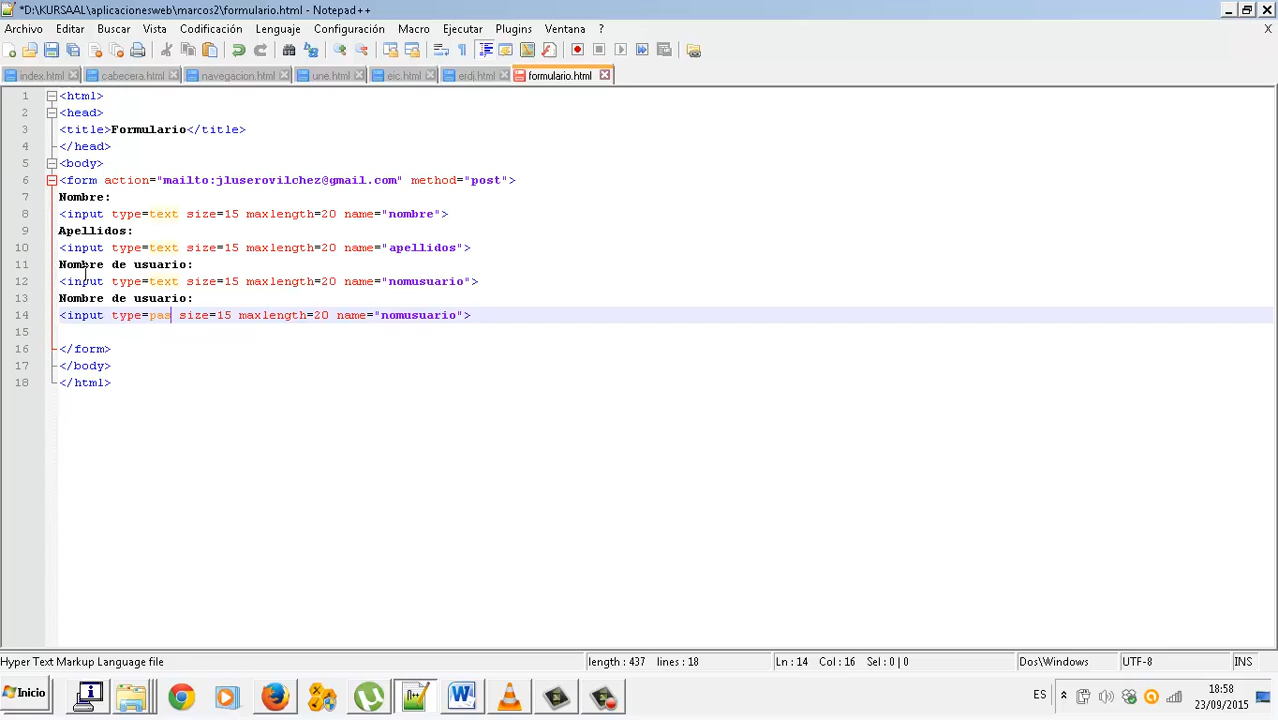 *D:\KURSAAL\aplicacionesweb\marcos2\formulario.html - Notepad++
Archivo Editar Buscar Vista Codificación Lenguaje Configuración Macro Ejecutar Plugins Ventana ? X
index.html cabecera.html navegacion.html une.html eic.html erdj.html formulario.html
1 <html>
2 <head>
3 <title>Formulario</title>
4 </head>
5 <body>
6 <form action="mailto:jluserovilchez@gmail.com" method="post">
7 Nombre:
8 <input type=text size=15 maxlength=20 name="nombre">
9 Apellidos:
10 <input type=text size=15 maxlength=20 name="apellidos">
11 Nombre de usuario:
12 <input type=text size=15 maxlength=20 name="nomusuario">
13 Nombre de usuario:
14 <input type=pas size=15 maxlength=20 name="nomusuario">
15
16 </form>
17 </body>
18 </html>
Hyper Text Markup Language file length : 437 lines : 18 Ln : 14 Col : 16 Sel : 0 | 0 Dos\Windows UTF-8 INS
Inicio ES 18:58
23/09/2015